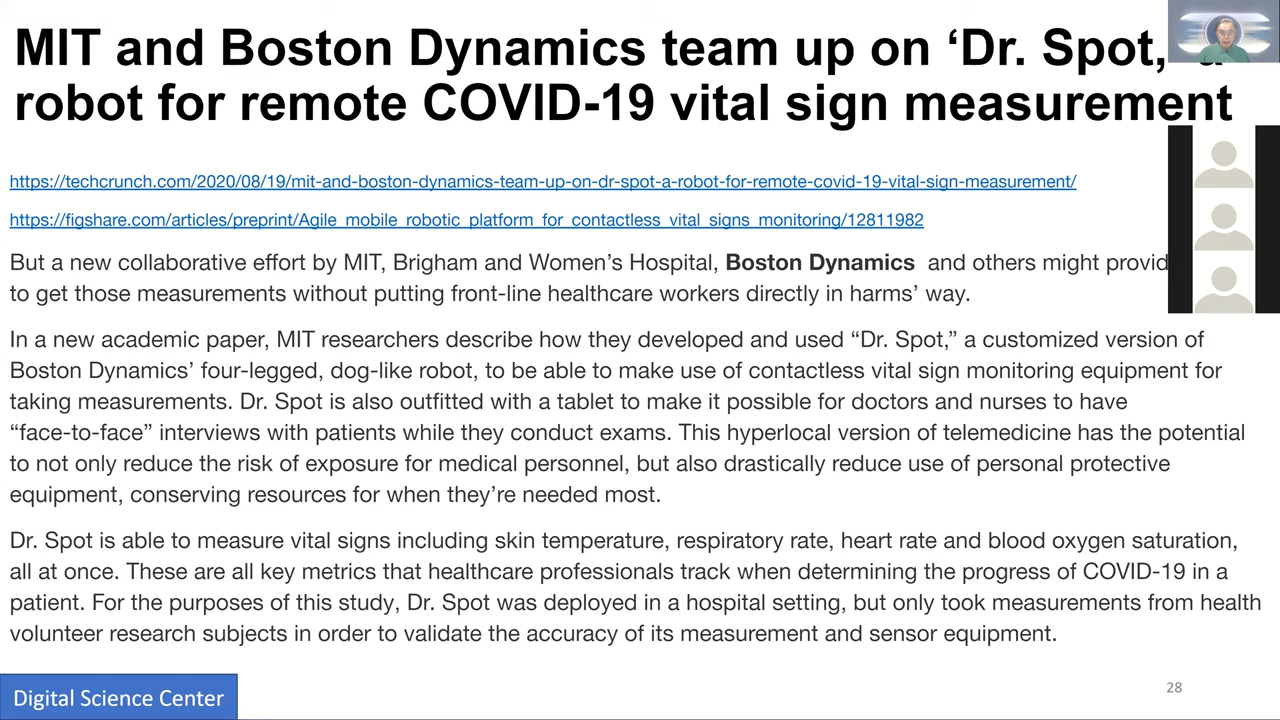 MIT and Boston Dynamics team up on ‘Dr. Spot,’ a
robot for remote COVID-19 vital sign measurement
https://techcrunch.com/2020/08/19/mit-and-boston-dynamics-team-up-on-dr-spot-a-robot-for-remote-covid-19-vital-sign-measurement/
https://figshare.com/articles/preprint/Agile_mobile_robotic_platform_for_contactless_vital_signs_monitoring/12811982
But a new collaborative effort by MIT, Brigham and Women’s Hospital, Boston Dynamics and others might provid
to get those measurements without putting front-line healthcare workers directly in harms’ way.
In a new academic paper, MIT researchers describe how they developed and used “Dr. Spot,” a customized version of
Boston Dynamics’ four-legged, dog-like robot, to be able to make use of contactless vital sign monitoring equipment for
taking measurements. Dr. Spot is also outfitted with a tablet to make it possible for doctors and nurses to have
“face-to-face” interviews with patients while they conduct exams. This hyperlocal version of telemedicine has the potential
to not only reduce the risk of exposure for medical personnel, but also drastically reduce use of personal protective
equipment, conserving resources for when they’re needed most.
Dr. Spot is able to measure vital signs including skin temperature, respiratory rate, heart rate and blood oxygen saturation,
all at once. These are all key metrics that healthcare professionals track when determining the progress of COVID-19 in a
patient. For the purposes of this study, Dr. Spot was deployed in a hospital setting, but only took measurements from health
volunteer research subjects in order to validate the accuracy of its measurement and sensor equipment.
Digital Science Center
28